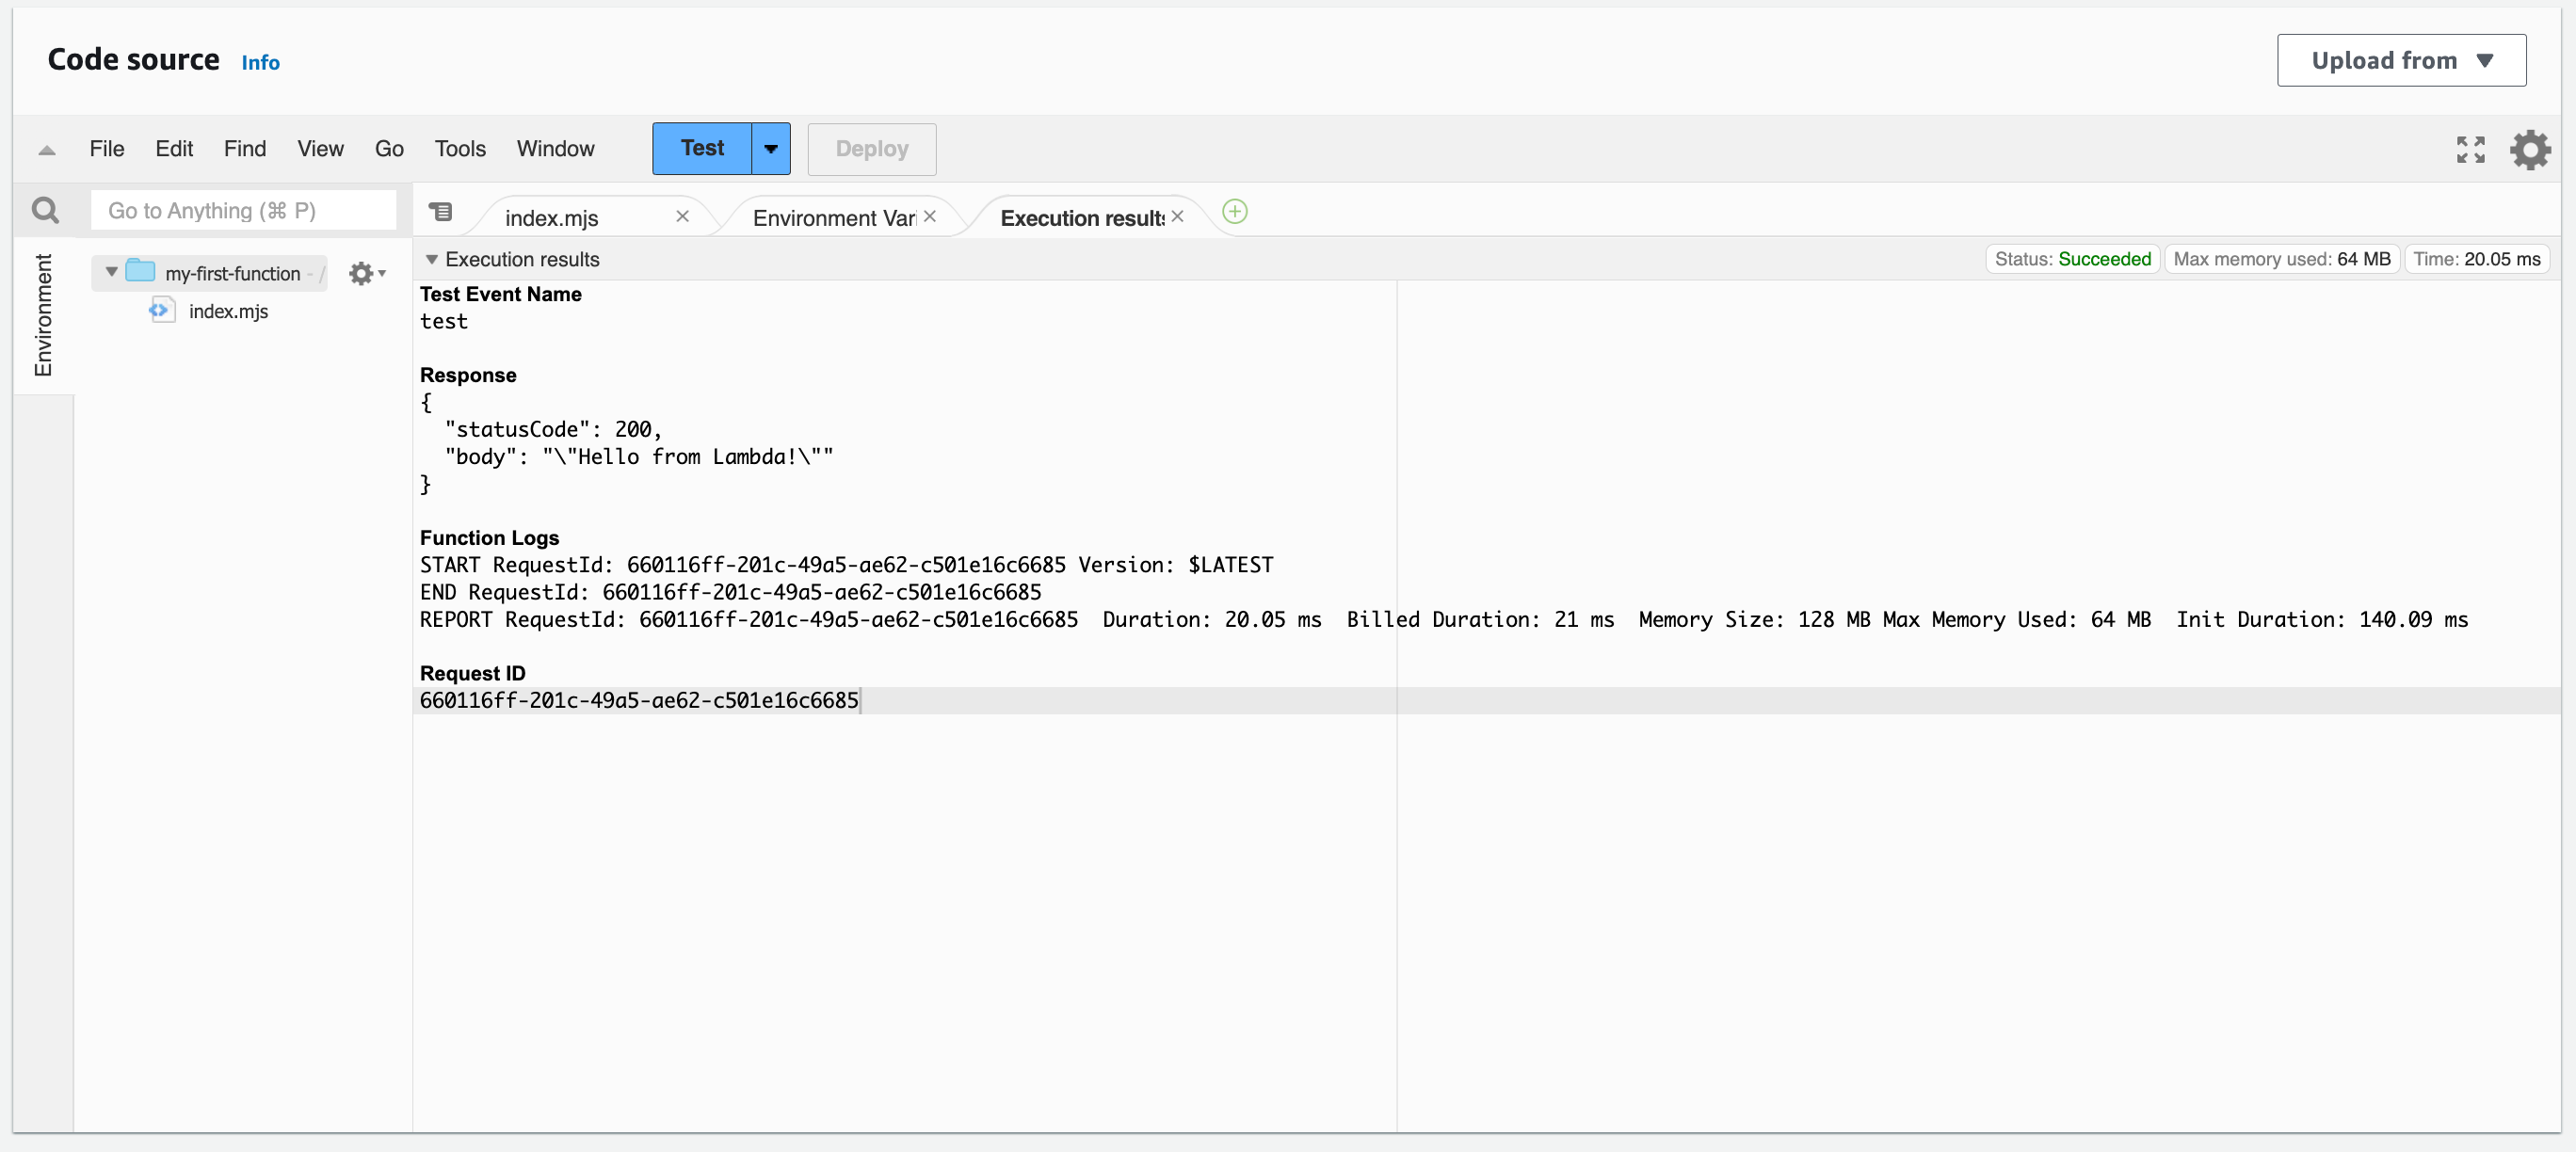 Code source Info
Upload from
File Edit Find View Go Tools Window Test Deploy
Go to Anything (⌘ P)
index.mjs Environment Var Execution results
Environment
my-first-function - /
index.mjs
Execution results
Status: Succeeded Max memory used: 64 MB Time: 20.05 ms
Test Event Name
test
Response
{
"statusCode": 200,
"body": "\"Hello from Lambda!\""
}
Function Logs
START RequestId: 660116ff-201c-49a5-ae62-c501e16c6685 Version: $LATEST
END RequestId: 660116ff-201c-49a5-ae62-c501e16c6685
REPORT RequestId: 660116ff-201c-49a5-ae62-c501e16c6685 Duration: 20.05 ms Billed Duration: 21 ms Memory Size: 128 MB Max Memory Used: 64 MB Init Duration: 140.09 ms
Request ID
660116ff-201c-49a5-ae62-c501e16c6685